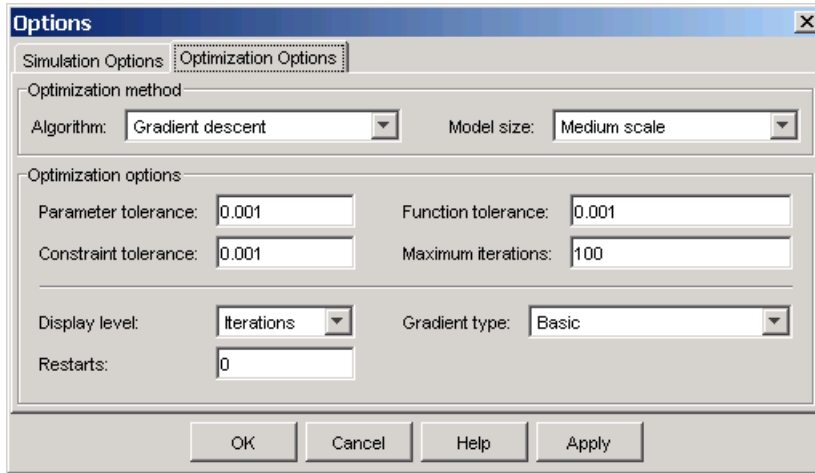 Options
Simulation Options Optimization Options
Optimization method
Algorithm: Gradient descent Model size: Medium scale
Optimization options
Parameter tolerance: 0.001 Function tolerance: 0.001
Constraint tolerance: 0.001 Maximum iterations: 100
Display level: Iterations Gradient type: Basic
Restarts: 0
OK Cancel Help Apply